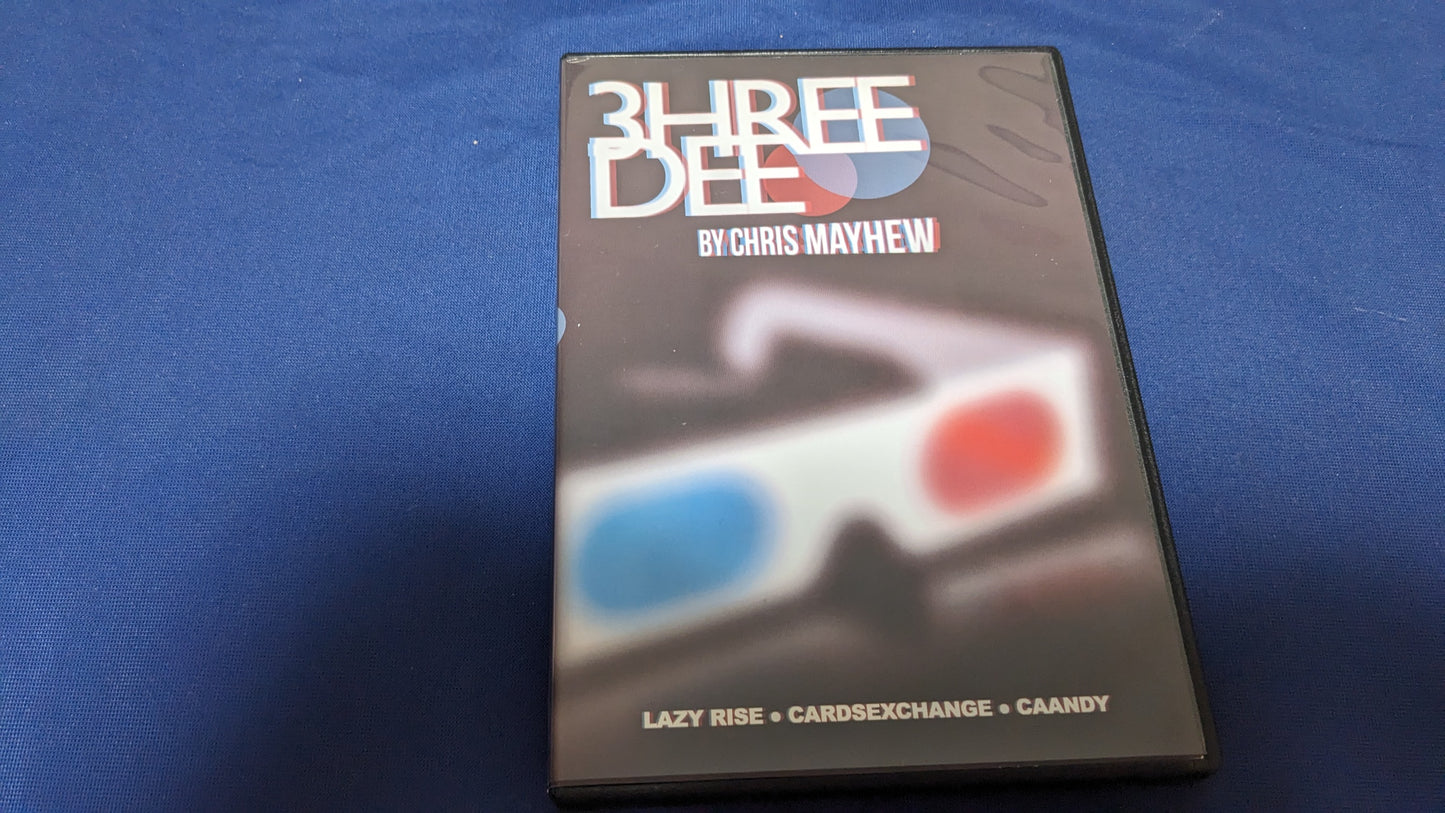 3HREE
DEE
BY CHRIS MAYHEW
LAZY RISE • CARDSEXCHANGE • CAANDY